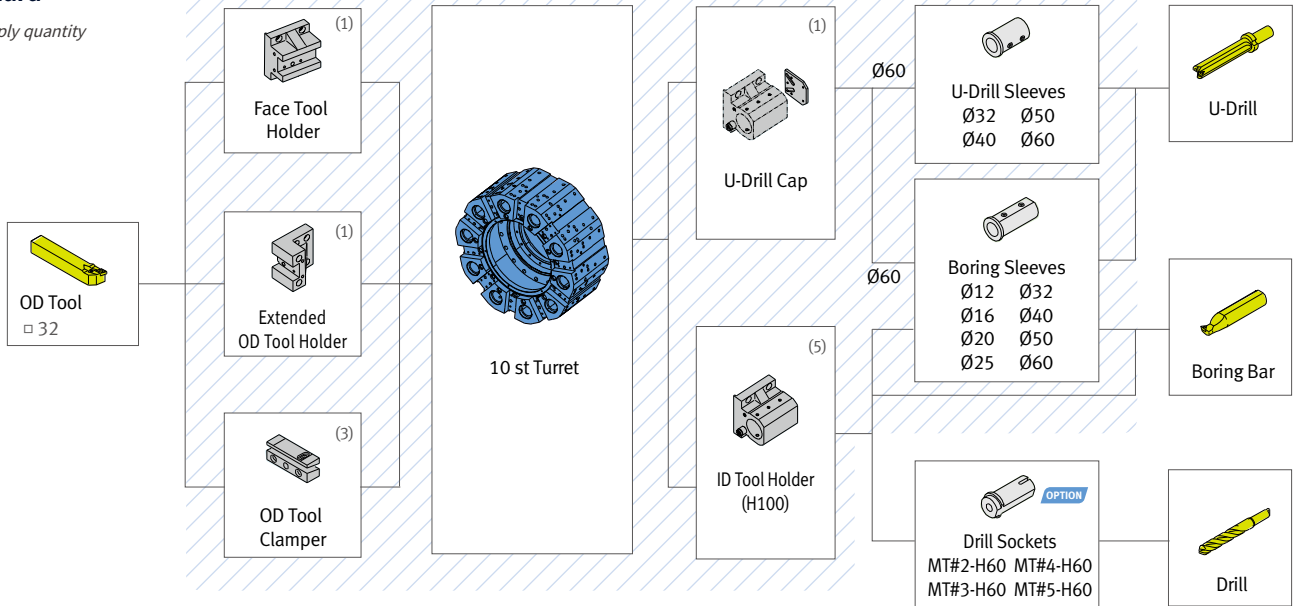 ply quantity
(1)
Face Tool
Holder
(1)
Extended
OD Tool Holder
(3)
OD Tool
Clamper
OD Tool
□ 32
10 st Turret
(1)
U-Drill Cap
(5)
ID Tool Holder
(H100)
Ø60
Ø60
U-Drill Sleeves
Ø32 Ø50
Ø40 Ø60
Boring Sleeves
Ø12 Ø32
Ø16 Ø40
Ø20 Ø50
Ø25 Ø60
OPTION
Drill Sockets
MT#2-H60 MT#4-H60
MT#3-H60 MT#5-H60
U-Drill
Boring Bar
Drill